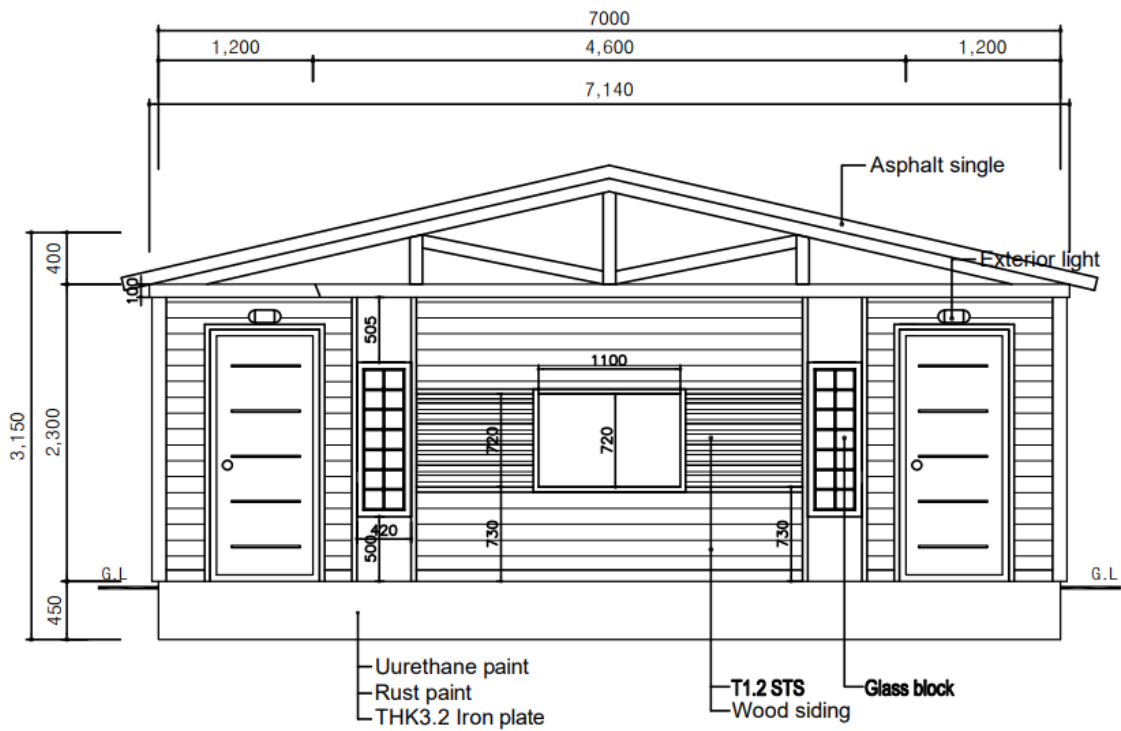 7000
1,200
4,600
1,200
7,140
Asphalt single
Exterior light
400
100
505
1100
3,150
2,300
720
720
730
730
420
500
G.L
G.L
450
Uurethane paint
Rust paint
THK3.2 Iron plate
T1.2 STS
Wood siding
Glass block